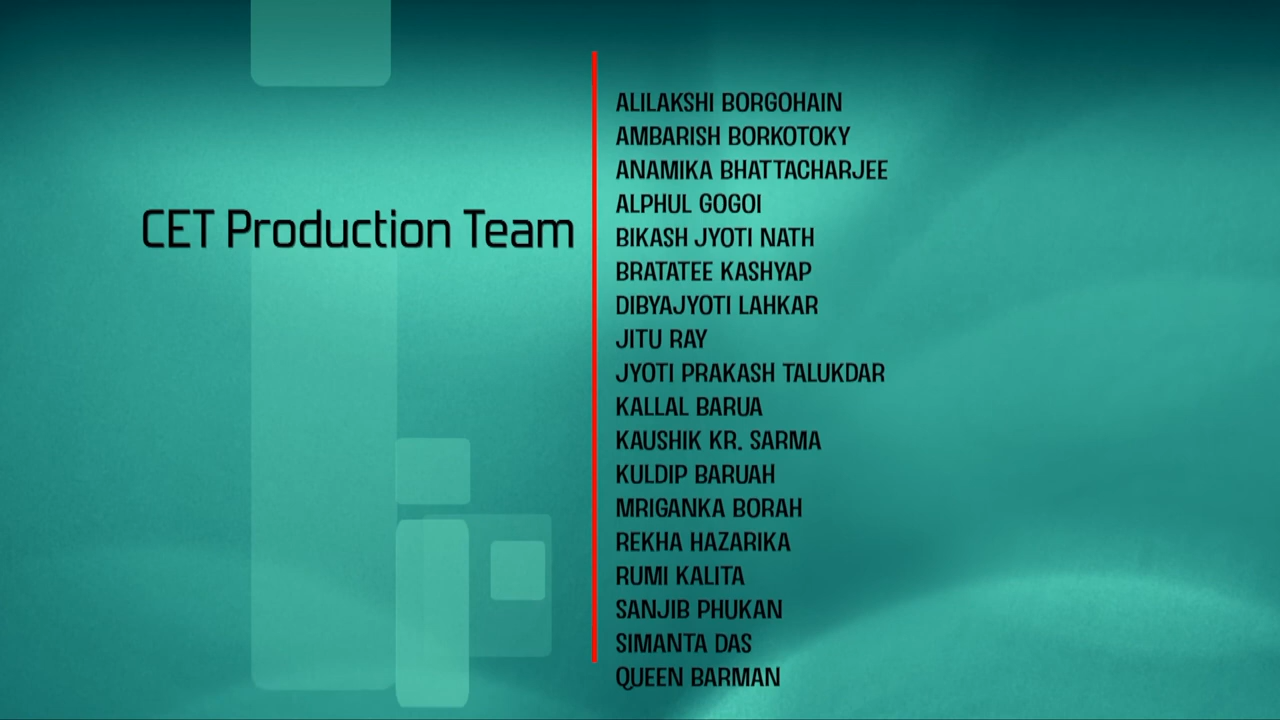 CET Production Team
ALILAKSHI BORGOHAIN
AMBARISH BORKOTOKY
ANAMIKA BHATTACHARJEE
ALPHUL GOGOI
BIKASH JYOTI NATH
BRATATEE KASHYAP
DIBYAJYOTI LAHKAR
JITU RAY
JYOTI PRAKASH TALUKDAR
KALLAL BARUA
KAUSHIK KR. SARMA
KULDIP BARUAH
MRIGANKA BORAH
REKHA HAZARIKA
RUMI KALITA
SANJIB PHUKAN
SIMANTA DAS
QUEEN BARMAN